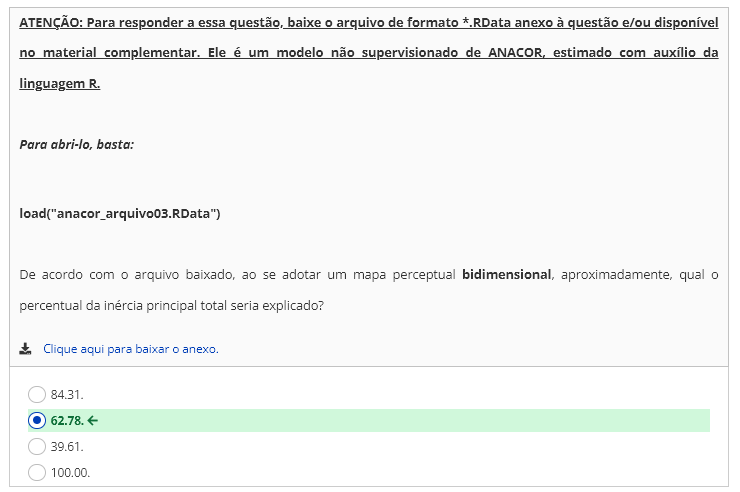 ATENÇÃO: Para responder a essa questão, baixe o arquivo de formato *.RData anexo à questão e/ou disponível
no material complementar. Ele é um modelo não supervisionado de ANACOR, estimado com auxílio da
linguagem R.
Para abri-lo, basta:
load("anacor_arquivo03.RData")
De acordo com o arquivo baixado, ao se adotar um mapa perceptual bidimensional, aproximadamente, qual o
percentual da inércia principal total seria explicado?
Clique aqui para baixar o anexo.
84.31.
62.78. ←
39.61.
100.00.